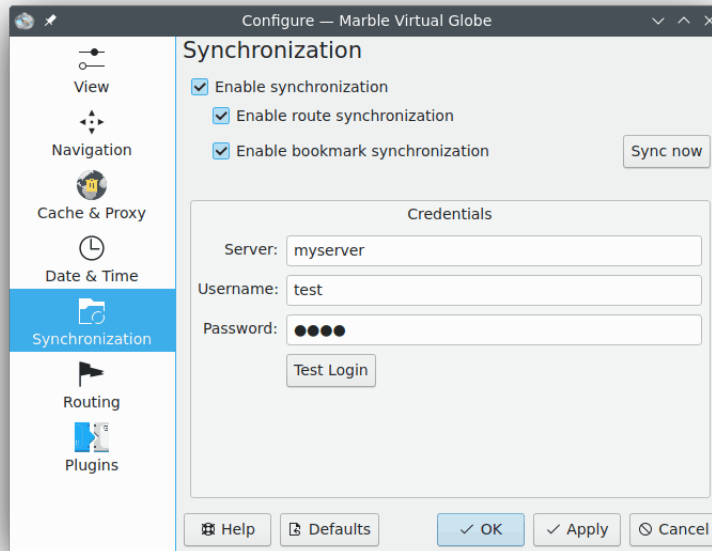 Configure — Marble Virtual Globe
View
Navigation
Cache & Proxy
Date & Time
Synchronization
Routing
Plugins
Synchronization
Enable synchronization
Enable route synchronization
Enable bookmark synchronization
Sync now
Credentials
Server: myserver
Username: test
Password: ●●●●
Test Login
Help
Defaults
OK
Apply
Cancel